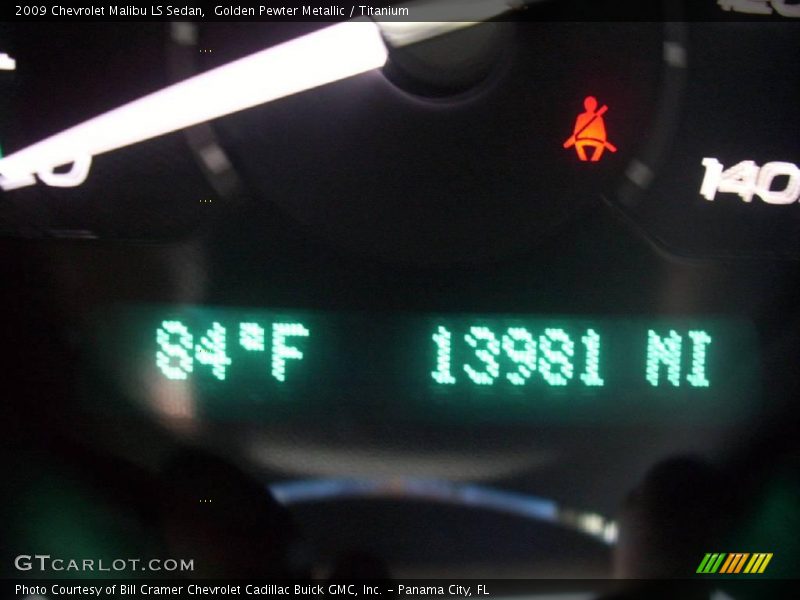 2009 Chevrolet Malibu LS Sedan, Golden Pewter Metallic / Titanium
140
84°F 13981 MI
GTCARLOT.COM
Photo Courtesy of Bill Cramer Chevrolet Cadillac Buick GMC, Inc. - Panama City, FL